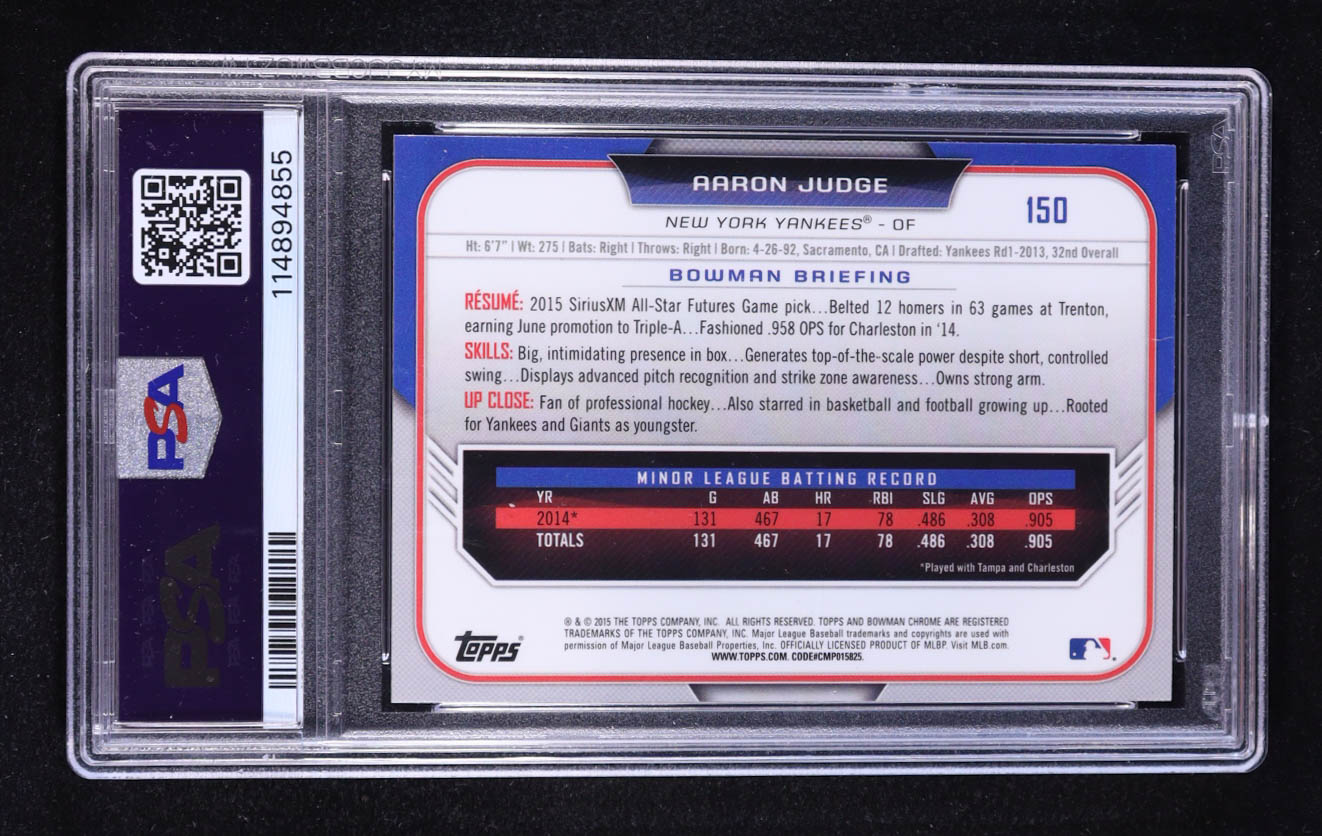 114894855
PSA
PSA
AARON JUDGE
NEW YORK YANKEES® - OF
150
Ht: 6'7" | Wt: 275 | Bats: Right | Throws: Right | Born: 4-26-92, Sacramento, CA | Drafted: Yankees Rd1-2013, 32nd Overall
BOWMAN BRIEFING
RÉSUMÉ: 2015 SiriusXM All-Star Futures Game pick...Belted 12 homers in 63 games at Trenton,
earning June promotion to Triple-A...Fashioned .958 OPS for Charleston in '14.
SKILLS: Big, intimidating presence in box...Generates top-of-the-scale power despite short, controlled
swing...Displays advanced pitch recognition and strike zone awareness...Owns strong arm.
UP CLOSE: Fan of professional hockey...Also starred in basketball and football growing up...Rooted
for Yankees and Giants as youngster.
MINOR LEAGUE BATTING RECORD
YR G AB HR RBI SLG AVG OPS
2014* 131 467 17 78 .486 .308 .905
TOTALS 131 467 17 78 .486 .308 .905
*Played with Tampa and Charleston
® & © 2015 THE TOPPS COMPANY, INC. ALL RIGHTS RESERVED. TOPPS AND BOWMAN CHROME ARE REGISTERED
TRADEMARKS OF THE TOPPS COMPANY, INC. Major League Baseball trademarks and copyrights are used with
permission of Major League Baseball Properties, Inc. OFFICIALLY LICENSED PRODUCT OF MLBP. Visit MLB.com.
WWW.TOPPS.COM. CODE#CMP015825.
Topps®